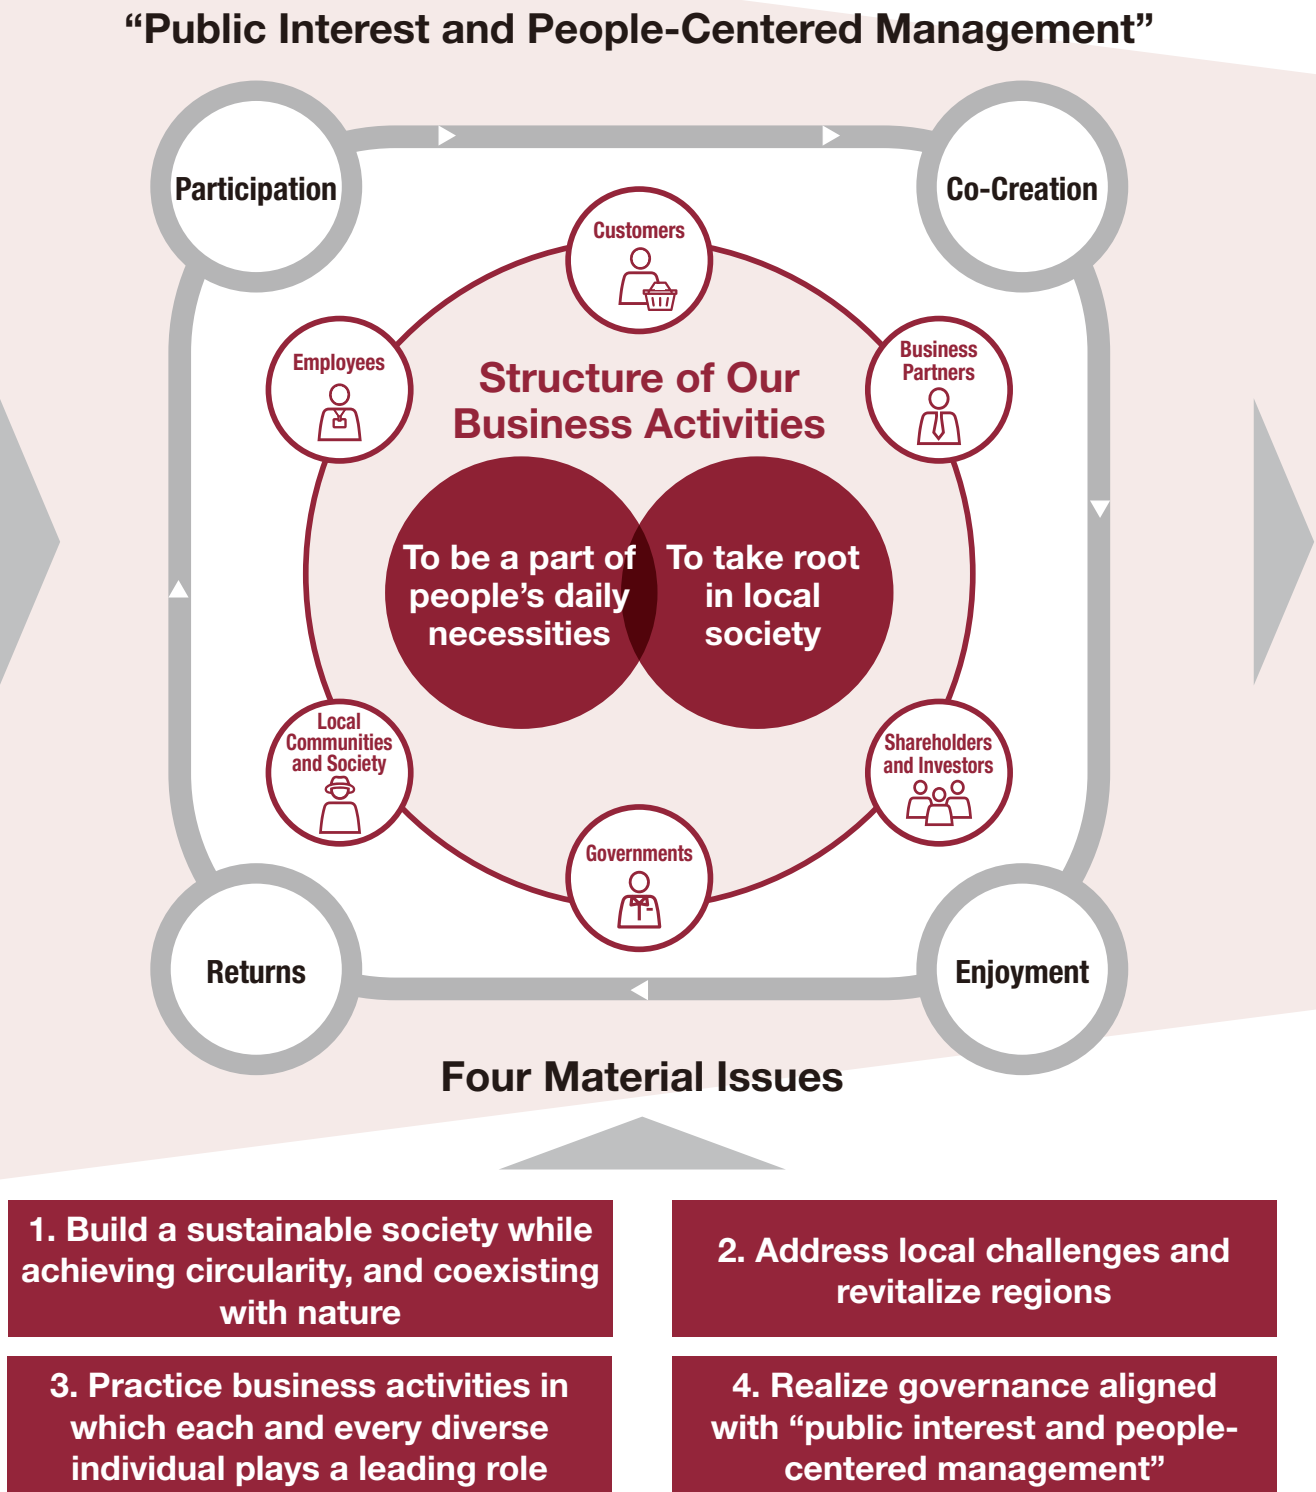 “Public Interest and People-Centered Management”
Participation
Co-Creation
Customers
Employees
Business
Partners
Structure of Our
Business Activities
To be a part of
people’s daily
necessities
To take root
in local
society
Local
Communities
and Society
Shareholders
and Investors
Governments
Returns
Enjoyment
Four Material Issues
1. Build a sustainable society while
achieving circularity, and coexisting
with nature
2. Address local challenges and
revitalize regions
3. Practice business activities in
which each and every diverse
individual plays a leading role
4. Realize governance aligned
with “public interest and people-
centered management”